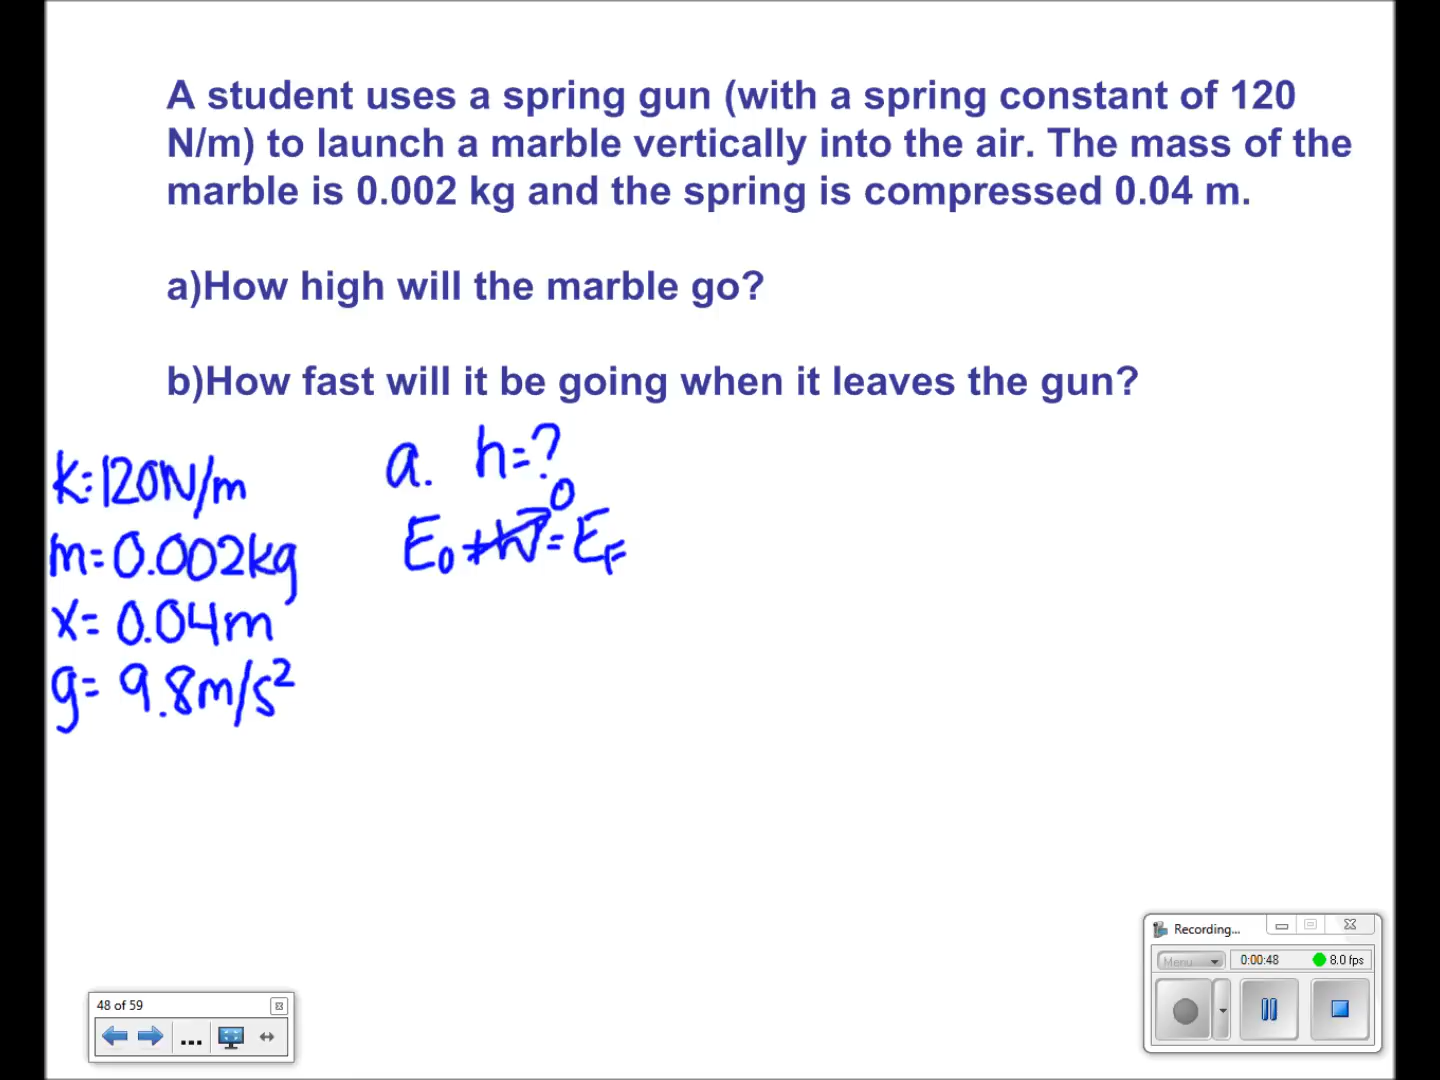 A student uses a spring gun (with a spring constant of 120
N/m) to launch a marble vertically into the air. The mass of the
marble is 0.002 kg and the spring is compressed 0.04 m.
a)How high will the marble go?
b)How fast will it be going when it leaves the gun?
k=120N/m
m=0.002kg
x=0.04m
g=9.8m/s²
a. h=?
0
E₀+W=E_F
Recording...
Menu
0:00:48
8.0 fps
48 of 59
...